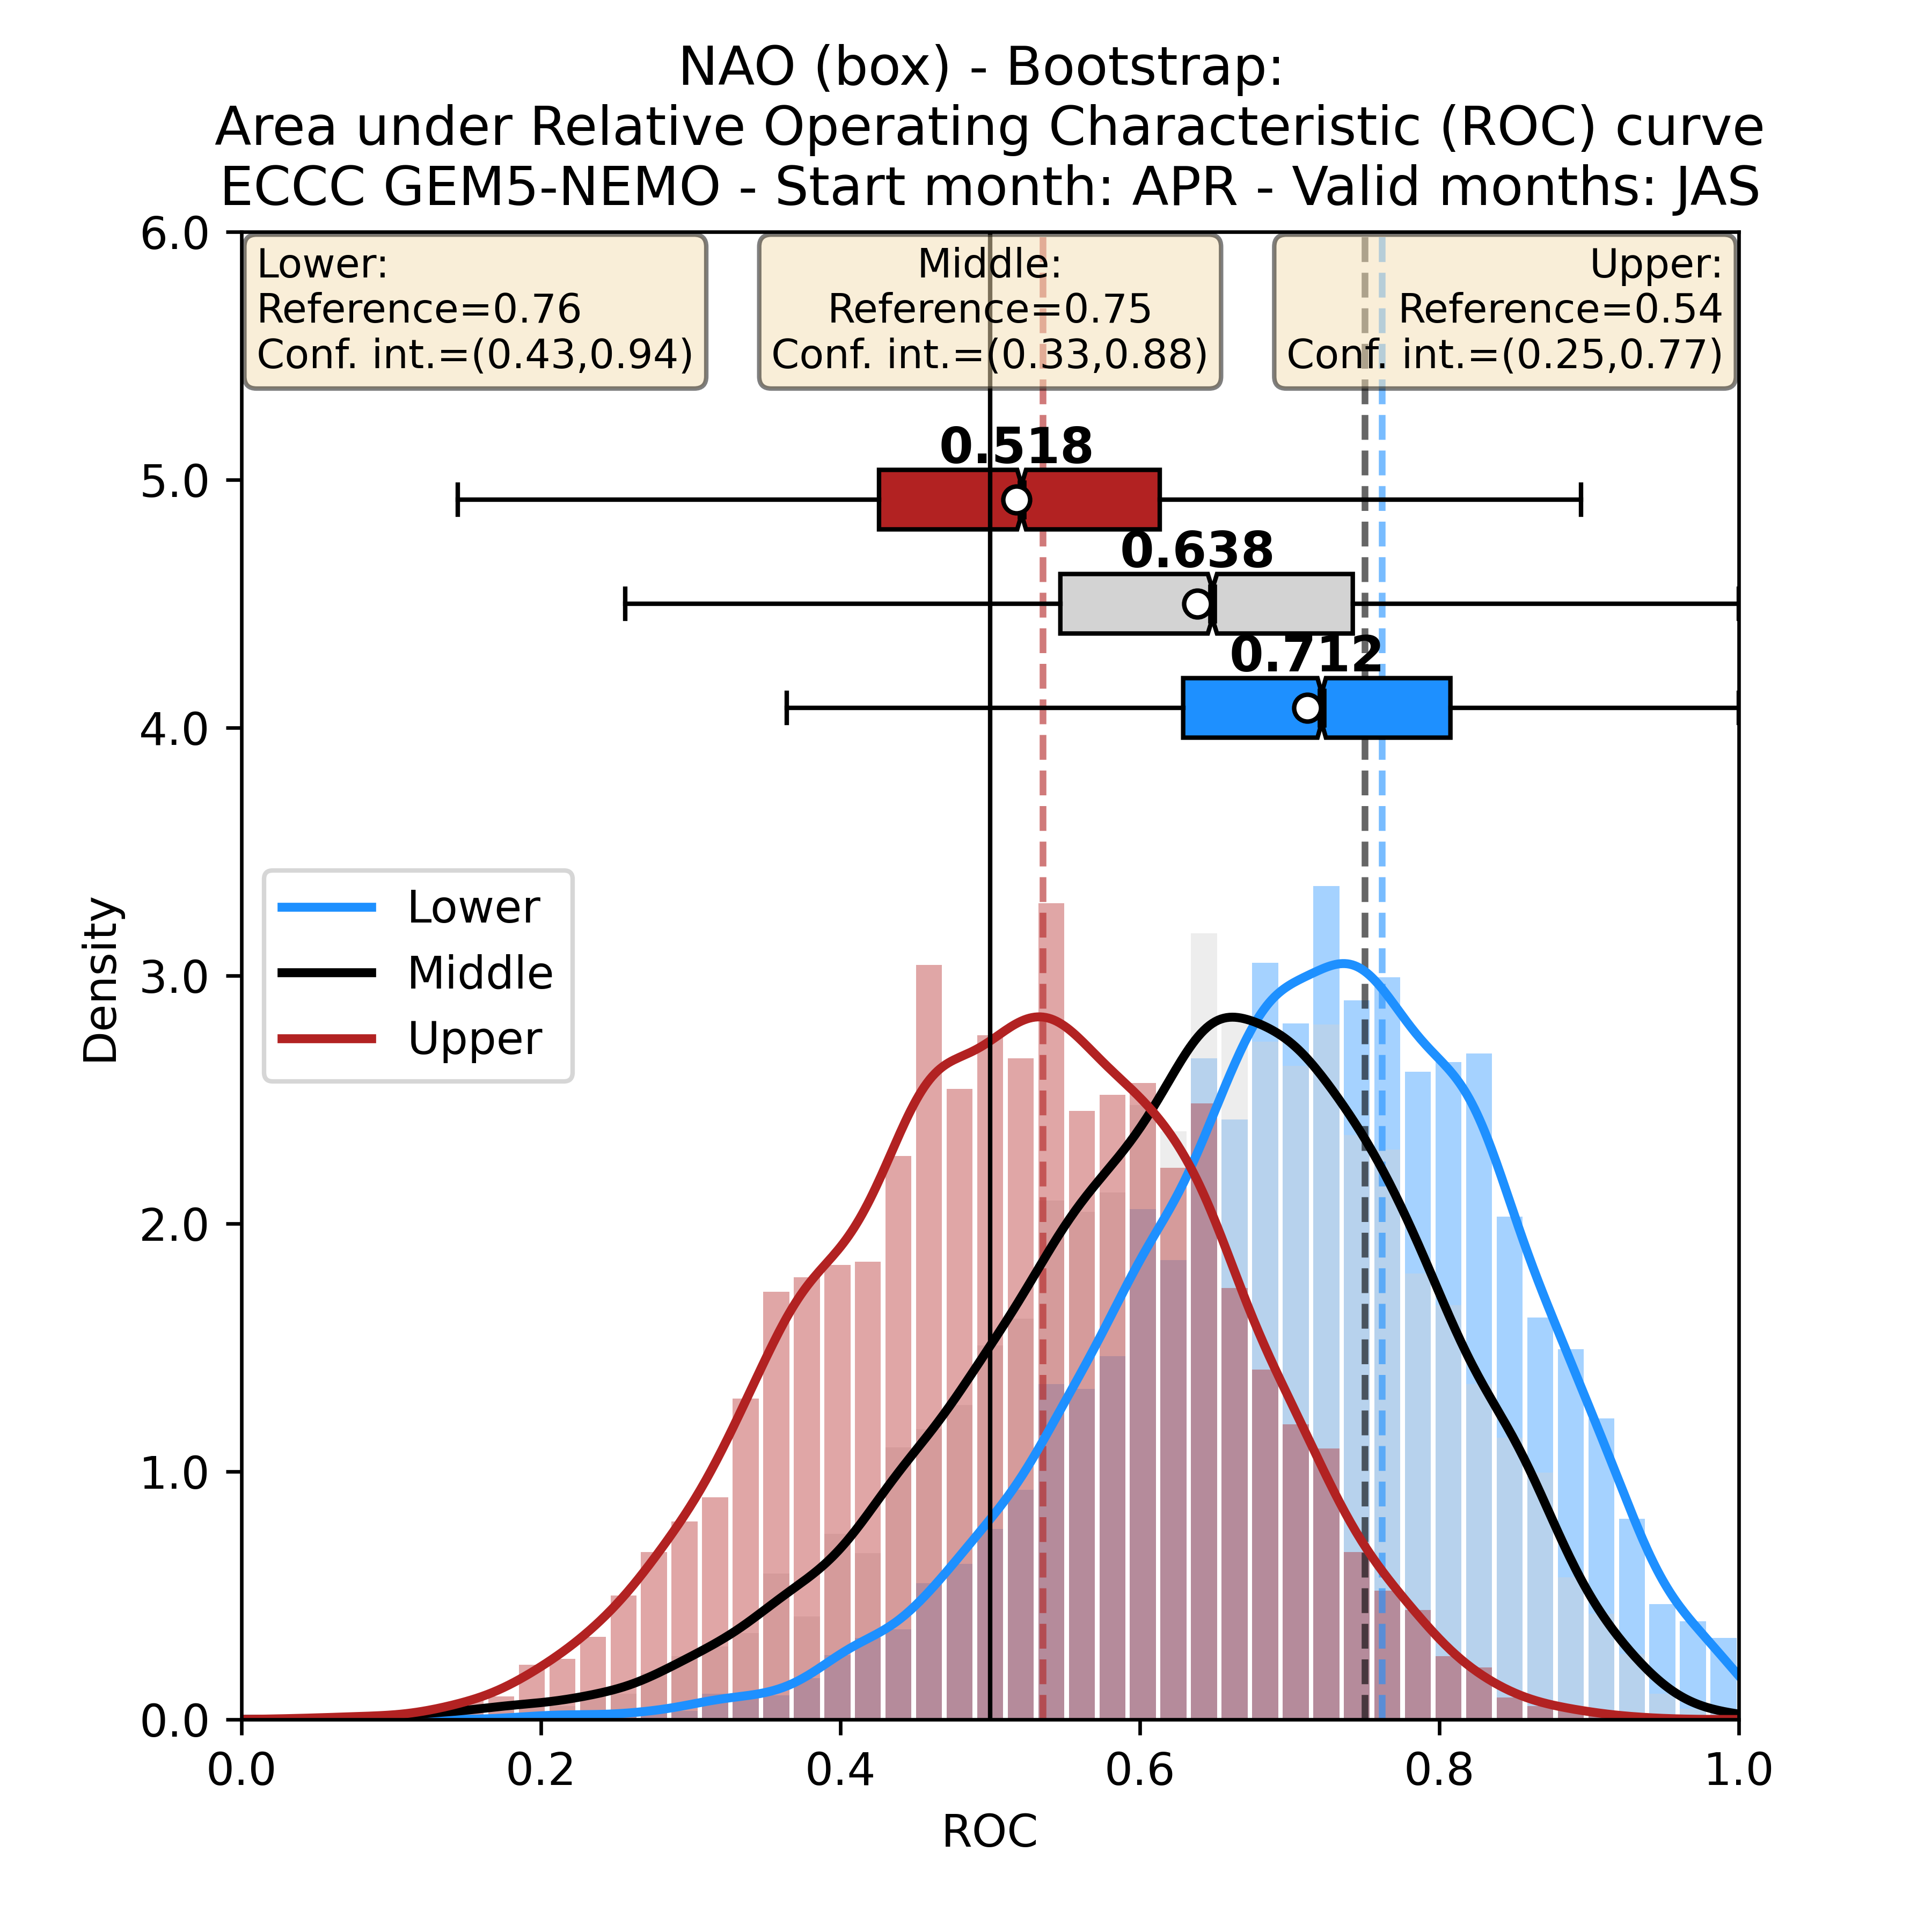 NAO (box) - Bootstrap:
Area under Relative Operating Characteristic (ROC) curve
ECCC GEM5-NEMO - Start month: APR - Valid months: JAS
Lower:
Reference=0.76
Conf. int.=(0.43,0.94)
Middle:
Reference=0.75
Conf. int.=(0.33,0.88)
Upper:
Reference=0.54
Conf. int.=(0.25,0.77)
0.518
0.638
0.712
Lower
Middle
Upper
Density
6.0
5.0
4.0
3.0
2.0
1.0
0.0
0.0 0.2 0.4 0.6 0.8 1.0
ROC